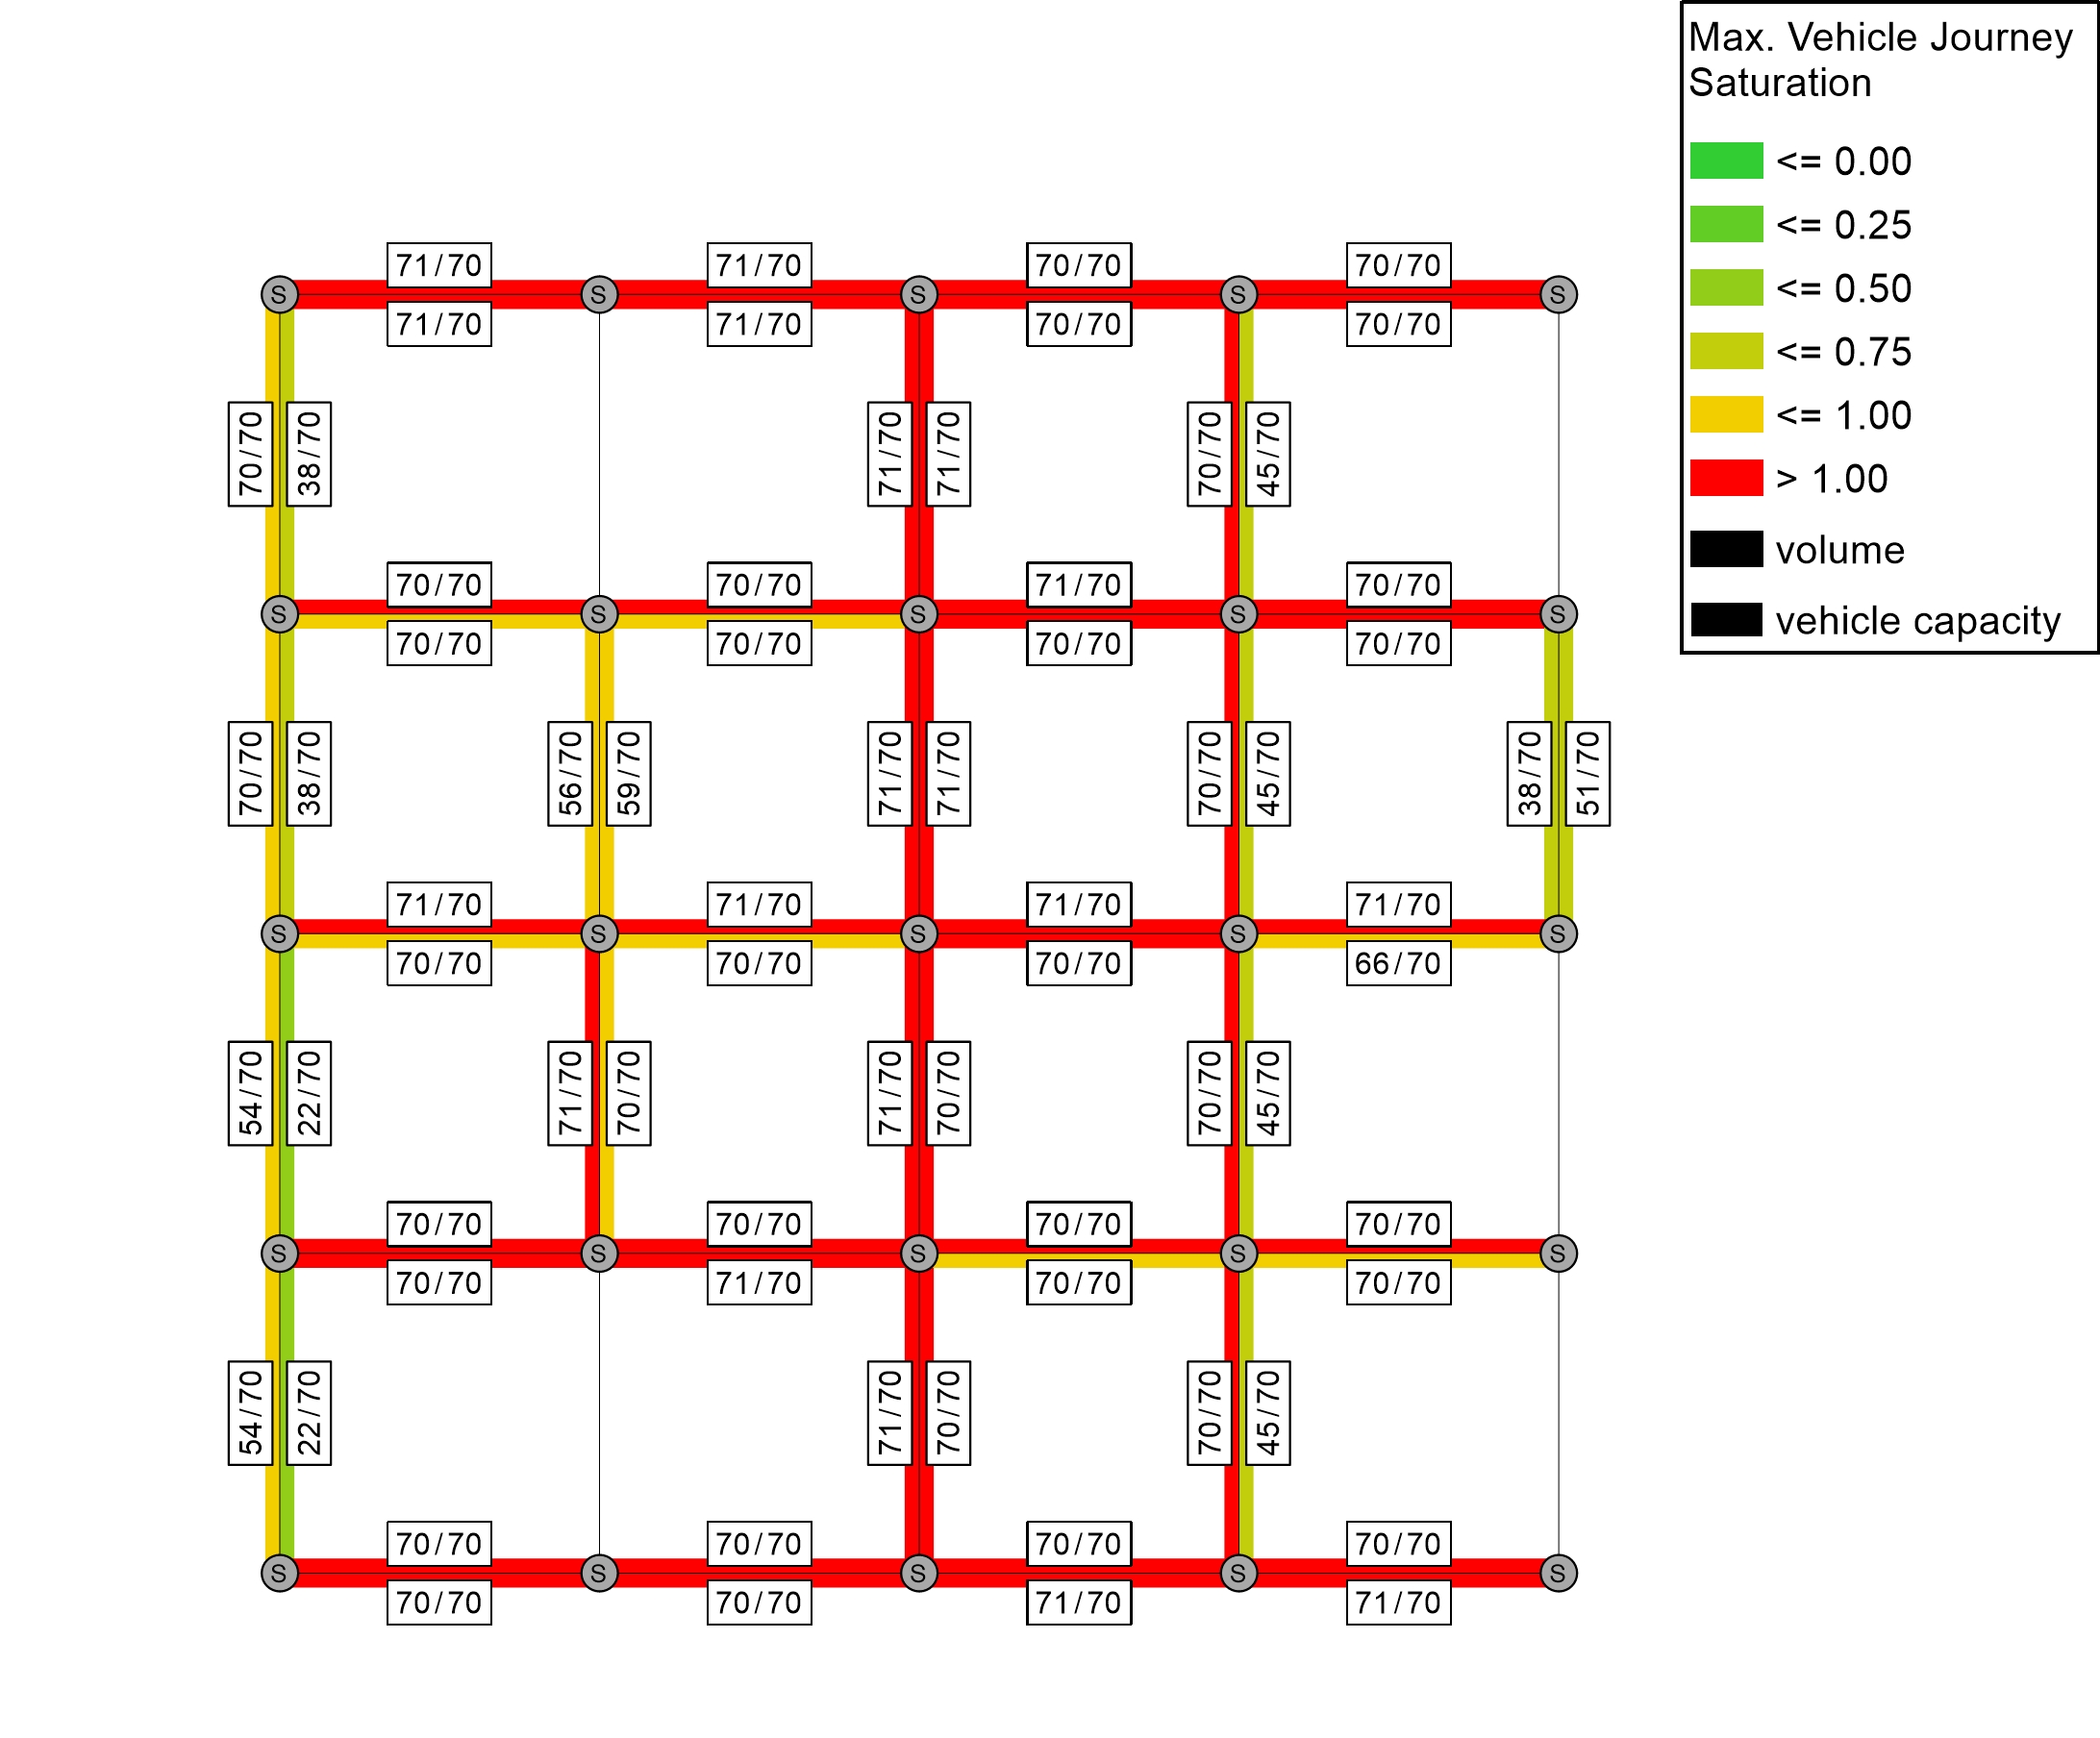 Max. Vehicle Journey
Saturation
<= 0.00
<= 0.25
<= 0.50
<= 0.75
<= 1.00
> 1.00
volume
vehicle capacity
71/70 71/70 70/70 70/70
S S S S S
71/70 71/70 70/70 70/70
70/70 38/70 71/70 71/70 70/70 45/70
70/70 70/70 71/70 70/70
S S S S S
70/70 70/70 70/70 70/70
70/70 38/70 56/70 59/70 71/70 71/70 70/70 45/70 38/70 51/70
71/70 71/70 71/70 71/70
S S S S S
70/70 70/70 70/70 66/70
54/70 22/70 71/70 70/70 71/70 70/70 70/70 45/70
70/70 70/70 70/70 70/70
S S S S S
70/70 71/70 70/70 70/70
54/70 22/70 71/70 70/70 70/70 45/70
70/70 70/70 70/70 70/70
S S S S S
70/70 70/70 71/70 71/70